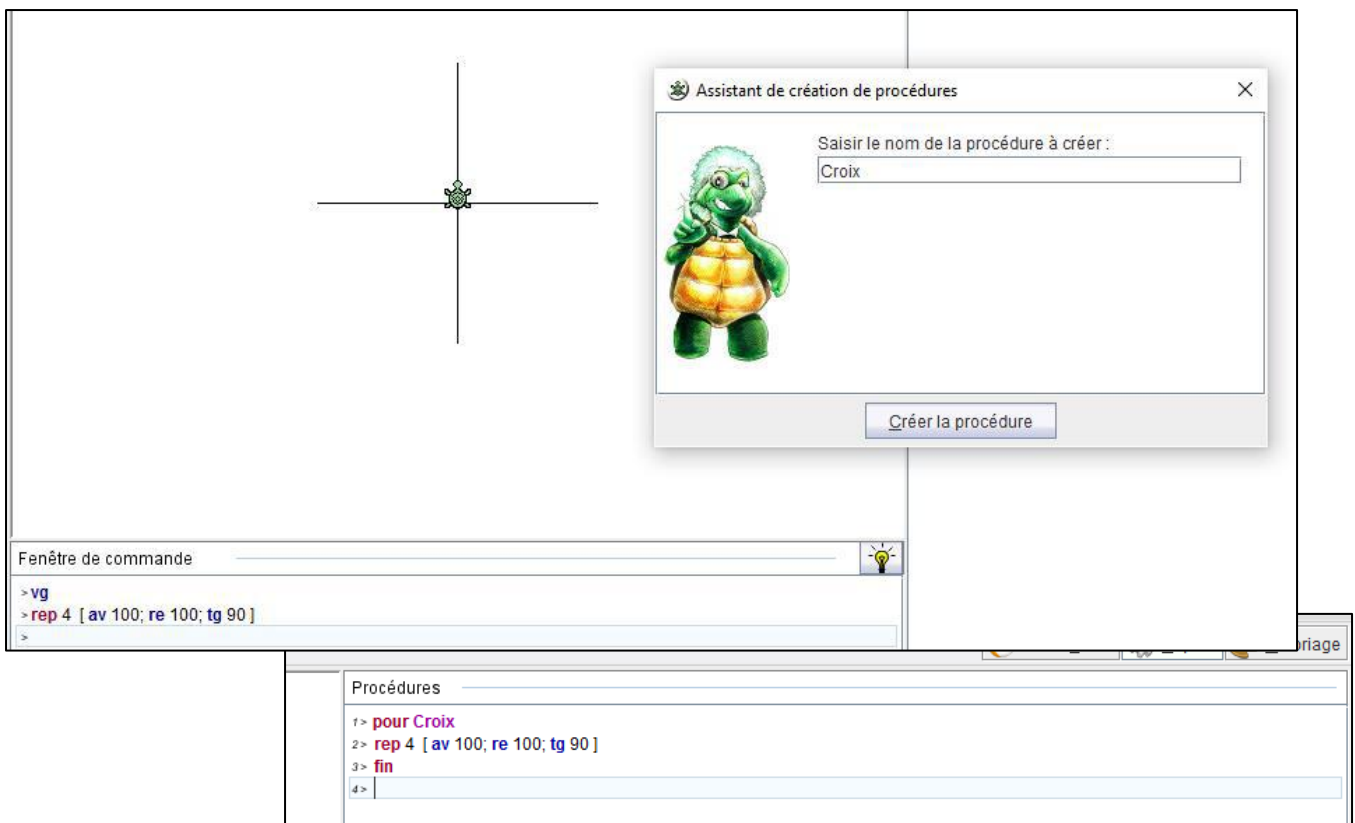 Assistant de création de procédures
Saisir le nom de la procédure à créer :
Croix
Créer la procédure
Fenêtre de commande
> vg
> rep 4 [ av 100; re 100; tg 90 ]
>
riage
Procédures
1> pour Croix
2> rep 4 [ av 100; re 100; tg 90 ]
3> fin
4>